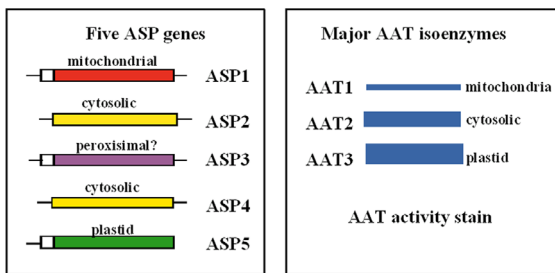 Five ASP genes
mitochondrial
ASP1
cytosolic
ASP2
peroxisimal?
ASP3
cytosolic
ASP4
plastid
ASP5
Major AAT isoenzymes
AAT1
mitochondria
AAT2
cytosolic
AAT3
plastid
AAT activity stain